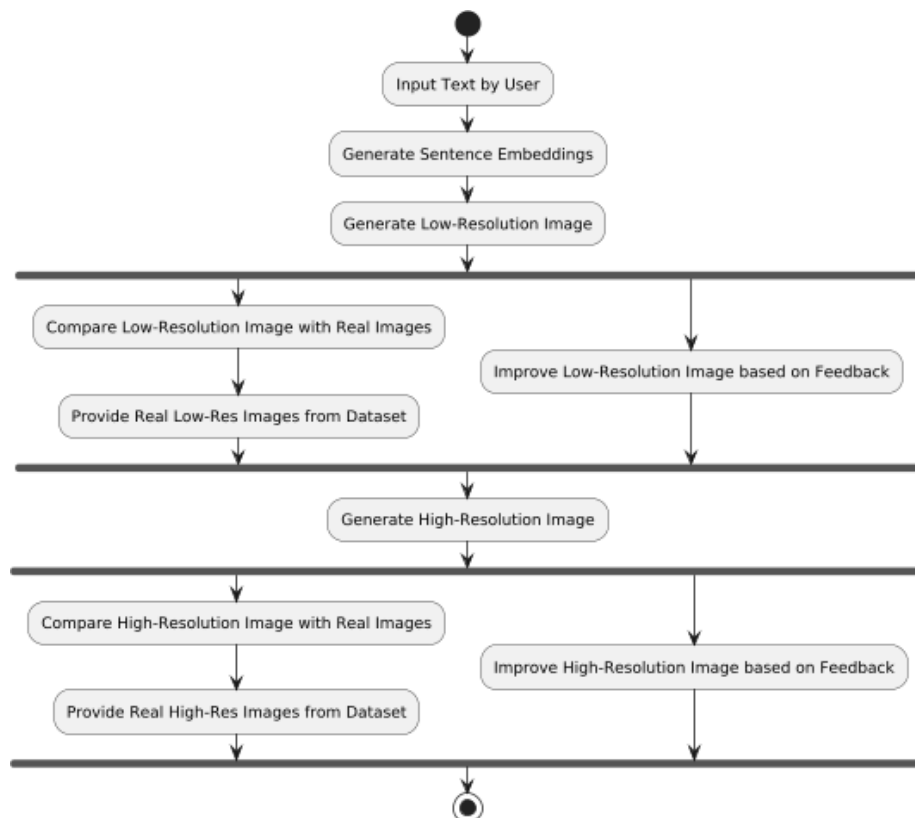 Input Text by User
Generate Sentence Embeddings
Generate Low-Resolution Image
Compare Low-Resolution Image with Real Images
Improve Low-Resolution Image based on Feedback
Provide Real Low-Res Images from Dataset
Generate High-Resolution Image
Compare High-Resolution Image with Real Images
Improve High-Resolution Image based on Feedback
Provide Real High-Res Images from Dataset